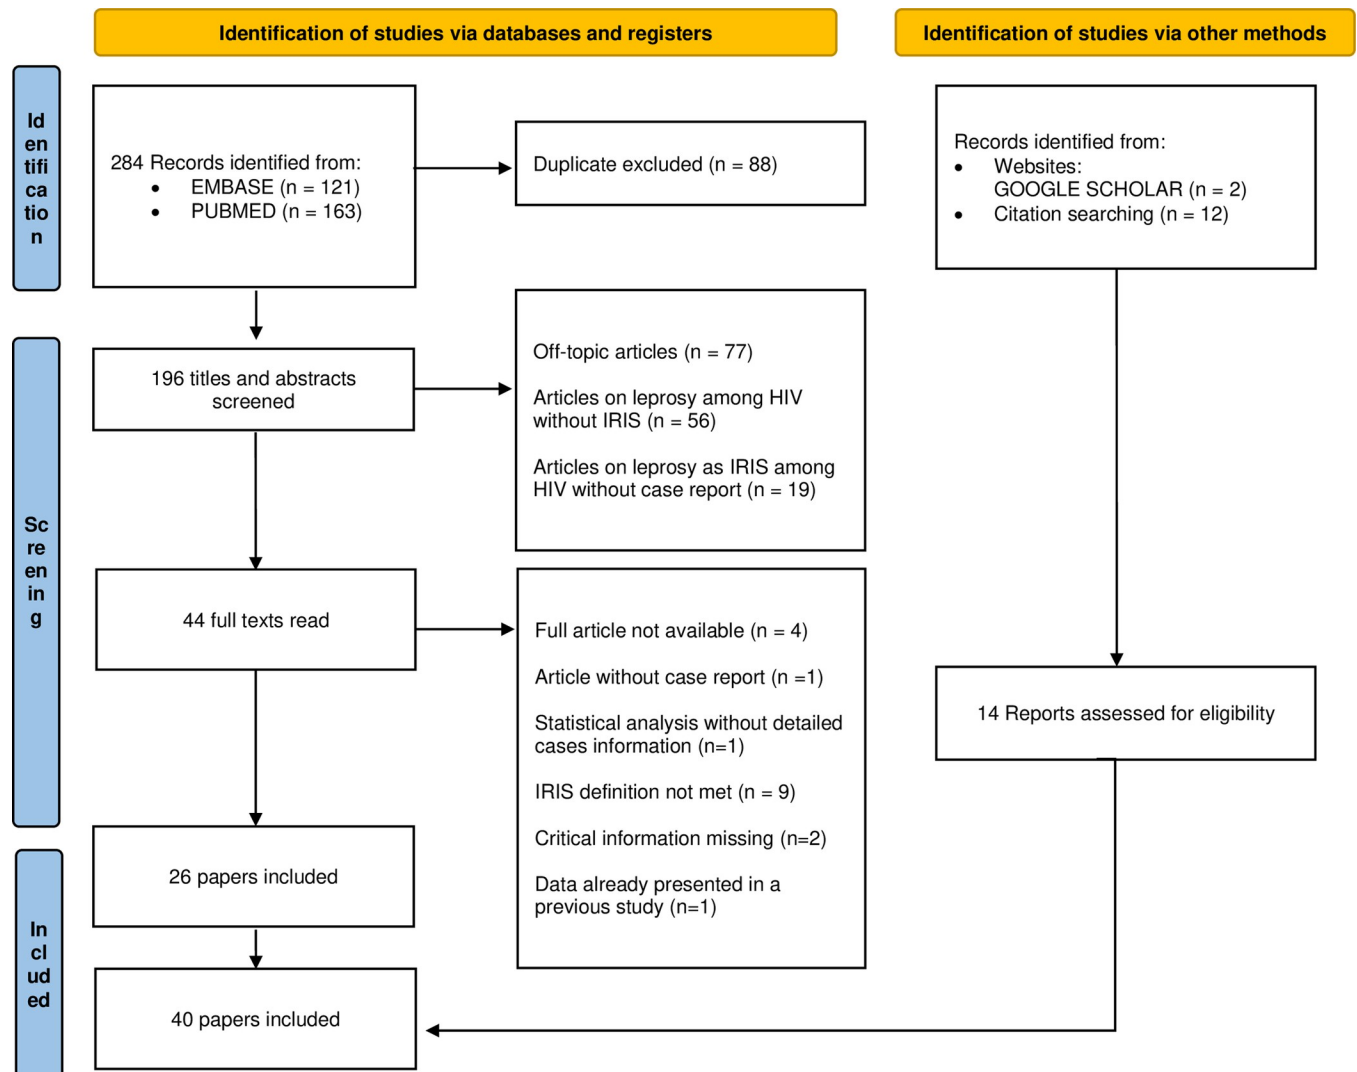 Identification of studies via databases and registers
Identification of studies via other methods
Id
en
tifi
ca
tio
n
284 Records identified from:
• EMBASE (n = 121)
• PUBMED (n = 163)
Duplicate excluded (n = 88)
Records identified from:
• Websites:
GOOGLE SCHOLAR (n = 2)
• Citation searching (n = 12)
Sc
re
en
in
g
196 titles and abstracts
screened
Off-topic articles (n = 77)
Articles on leprosy among HIV
without IRIS (n = 56)
Articles on leprosy as IRIS among
HIV without case report (n = 19)
44 full texts read
Full article not available (n = 4)
Article without case report (n =1)
Statistical analysis without detailed
cases information (n=1)
IRIS definition not met (n = 9)
Critical information missing (n=2)
Data already presented in a
previous study (n=1)
14 Reports assessed for eligibility
26 papers included
In
cl
ud
ed
40 papers included